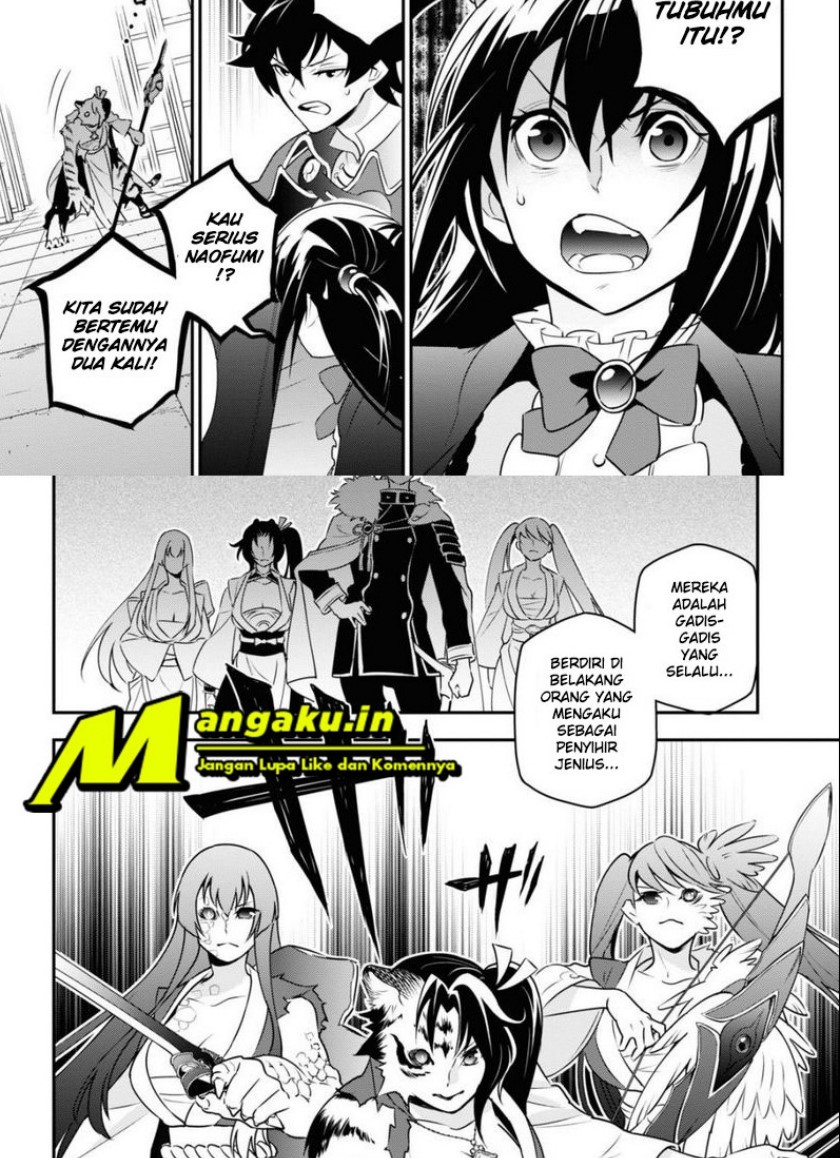 TUBUHMU
ITU!?
KAU
SERIUS
NAOFUMI
!?
KITA SUDAH
BERTEMU
DENGANNYA
DUA KALI!
MEREKA
ADALAH
GADIS-
GADIS
YANG
SELALU...
BERDIRI DI
BELAKANG
ORANG YANG
MENGAKU
SEBAGAI
PENYIHIR
JENIUS...
Mangaku.in
Jangan Lupa Like dan Komennya